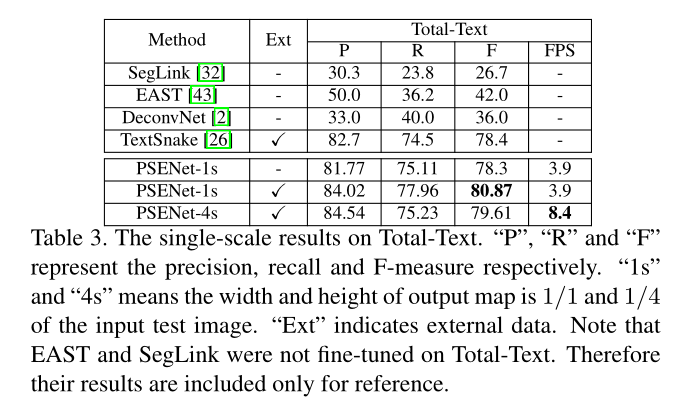 Method Ext Total-Text
P R F FPS
SegLink [32] - 30.3 23.8 26.7 -
EAST [43] - 50.0 36.2 42.0 -
DeconvNet [2] - 33.0 40.0 36.0 -
TextSnake [26] ✓ 82.7 74.5 78.4 -
PSENet-1s - 81.77 75.11 78.3 3.9
PSENet-1s ✓ 84.02 77.96 80.87 3.9
PSENet-4s ✓ 84.54 75.23 79.61 8.4
Table 3. The single-scale results on Total-Text. “P”, “R” and “F”
represent the precision, recall and F-measure respectively. “1s”
and “4s” means the width and height of output map is 1/1 and 1/4
of the input test image. “Ext” indicates external data. Note that
EAST and SegLink were not fine-tuned on Total-Text. Therefore
their results are included only for reference.